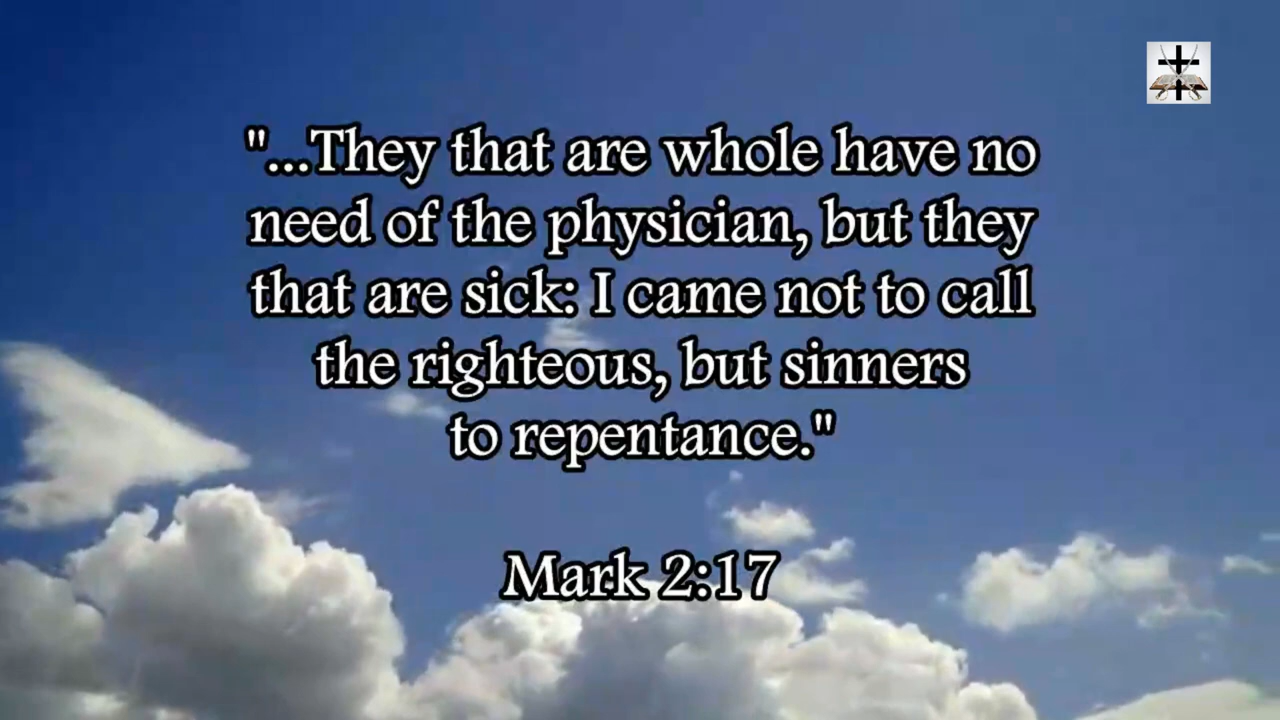 "...They that are whole have no
need of the physician, but they
that are sick: I came not to call
the righteous, but sinners
to repentance."
Mark 2:17